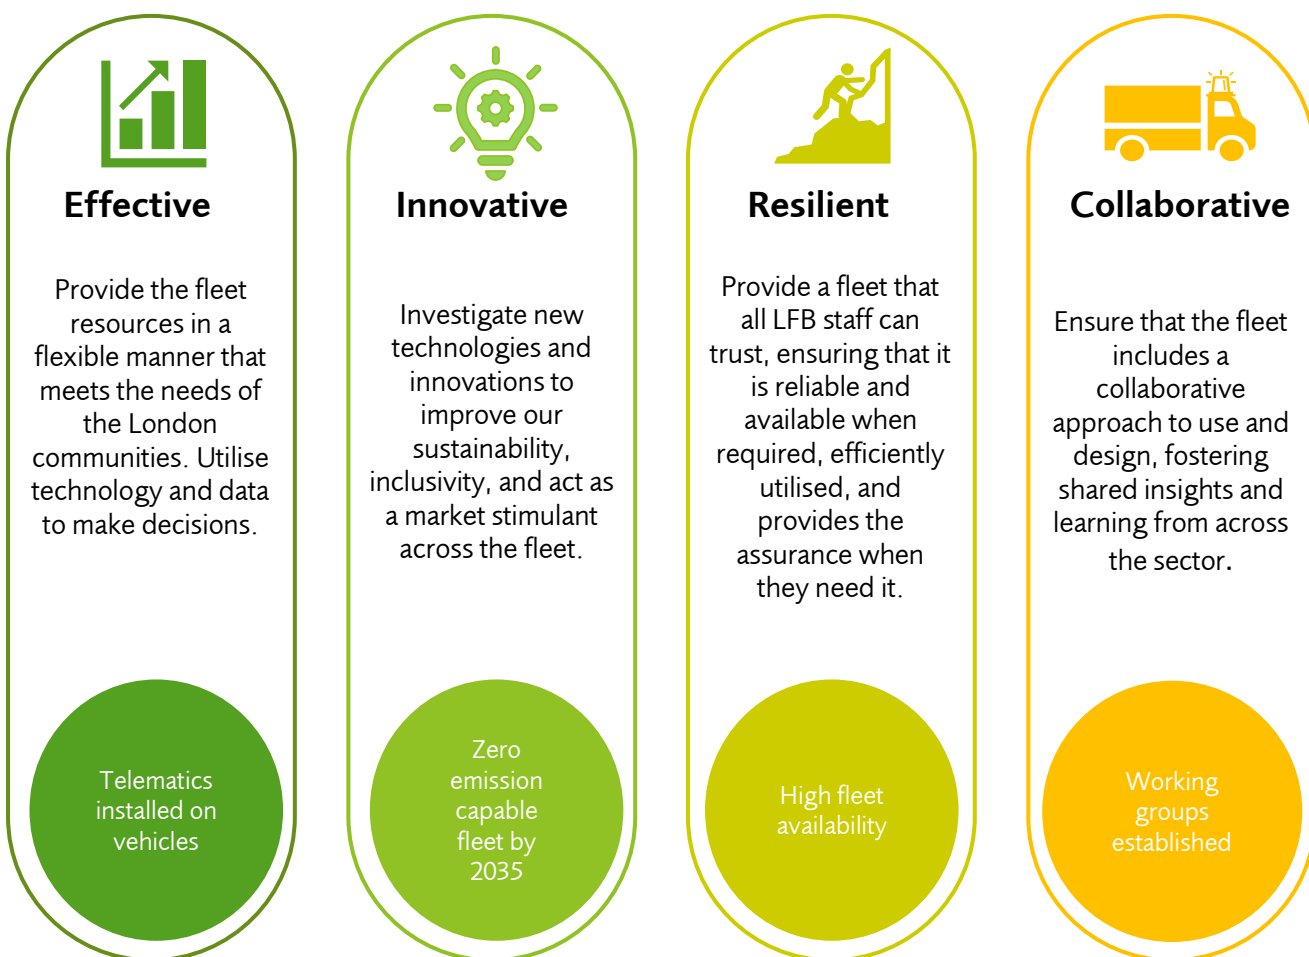 Effective
Provide the fleet
resources in a
flexible manner that
meets the needs of
the London
communities. Utilise
technology and data
to make decisions.
Telematics
installed on
vehicles
Innovative
Investigate new
technologies and
innovations to
improve our
sustainability,
inclusivity, and act as
a market stimulant
across the fleet.
Zero
emission
capable
fleet by
2035
Resilient
Provide a fleet that
all LFB staff can
trust, ensuring that it
is reliable and
available when
required, efficiently
utilised, and
provides the
assurance when
they need it.
High fleet
availability
Collaborative
Ensure that the fleet
includes a
collaborative
approach to use and
design, fostering
shared insights and
learning from across
the sector.
Working
groups
established